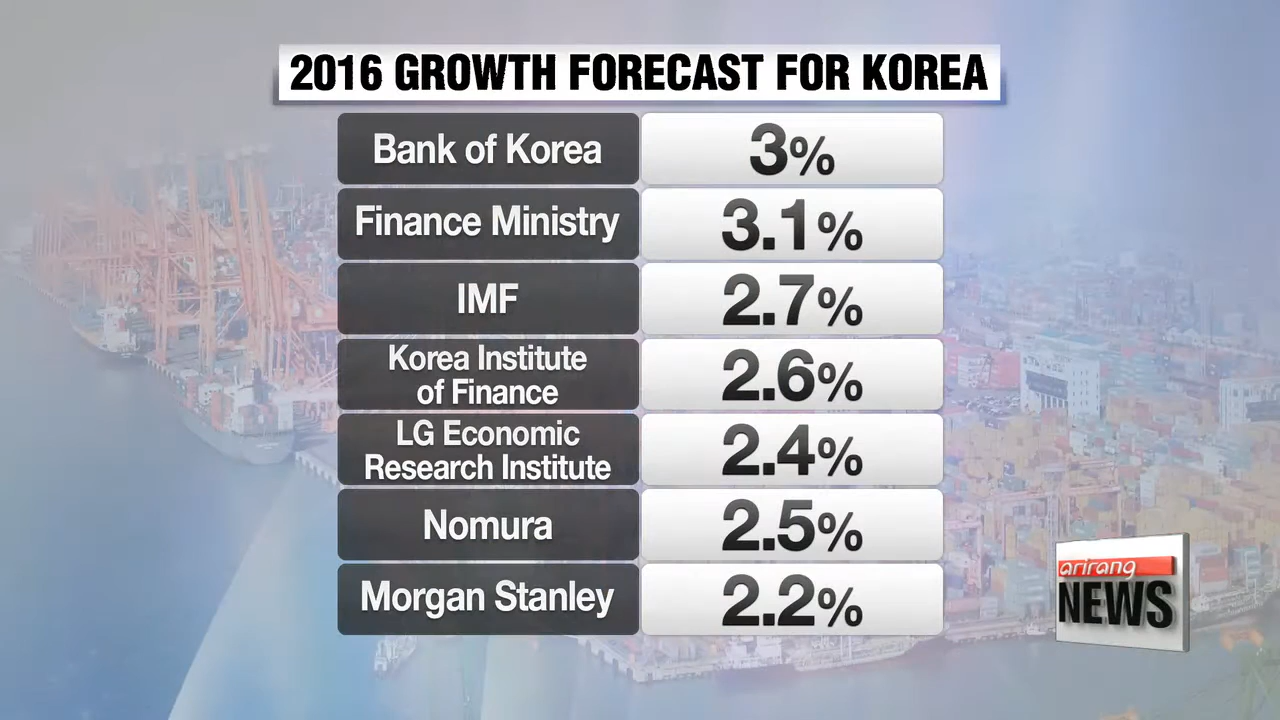 2016 GROWTH FORECAST FOR KOREA
Bank of Korea 3%
Finance Ministry 3.1%
IMF 2.7%
Korea Institute
of Finance 2.6%
LG Economic
Research Institute 2.4%
Nomura 2.5%
Morgan Stanley 2.2%
arirang
NEWS